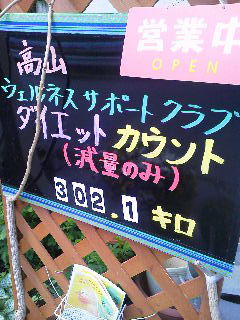 営業中
OPEN
高山
ウェルネスサポートクラブ
ダイエットカウント
(減量のみ)
302.1キロ